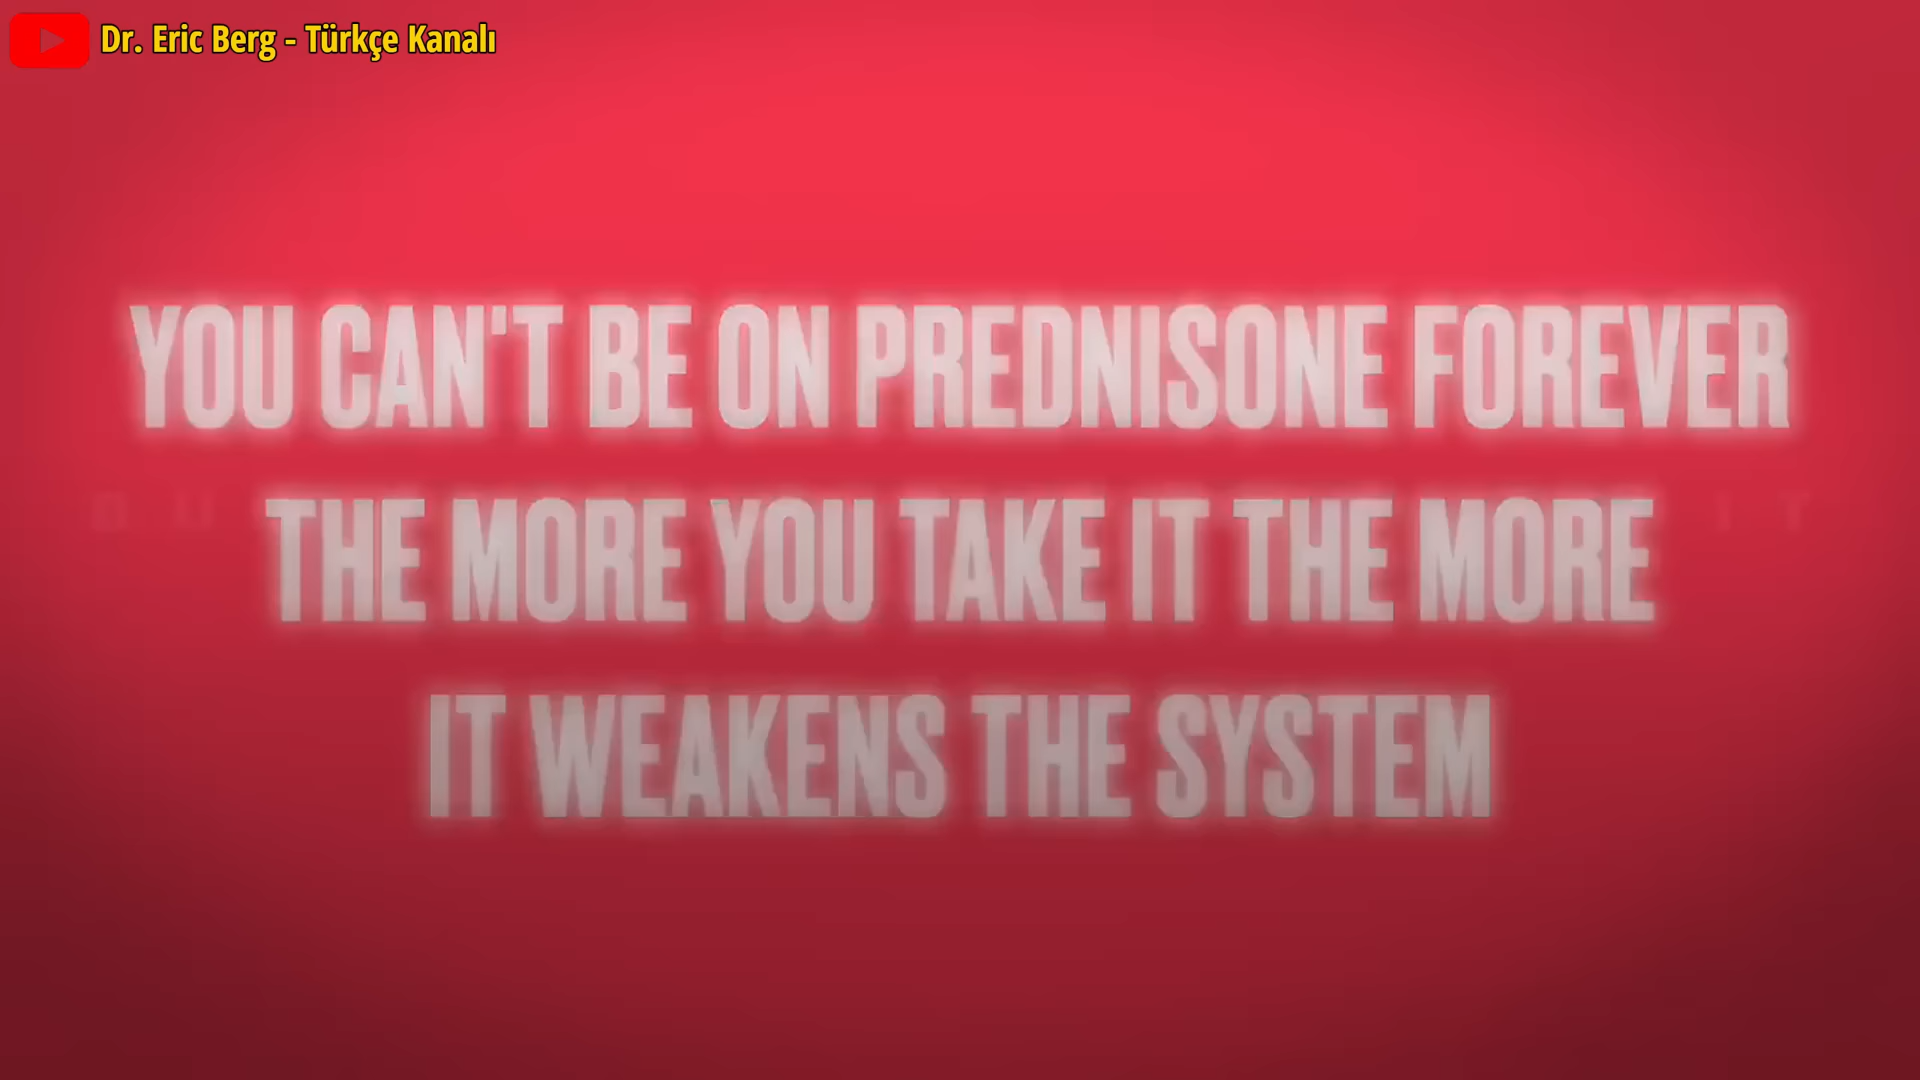 Dr. Eric Berg - Türkçe Kanalı
YOU CAN'T BE ON PREDNISONE FOREVER
THE MORE YOU TAKE IT THE MORE
IT WEAKENS THE SYSTEM